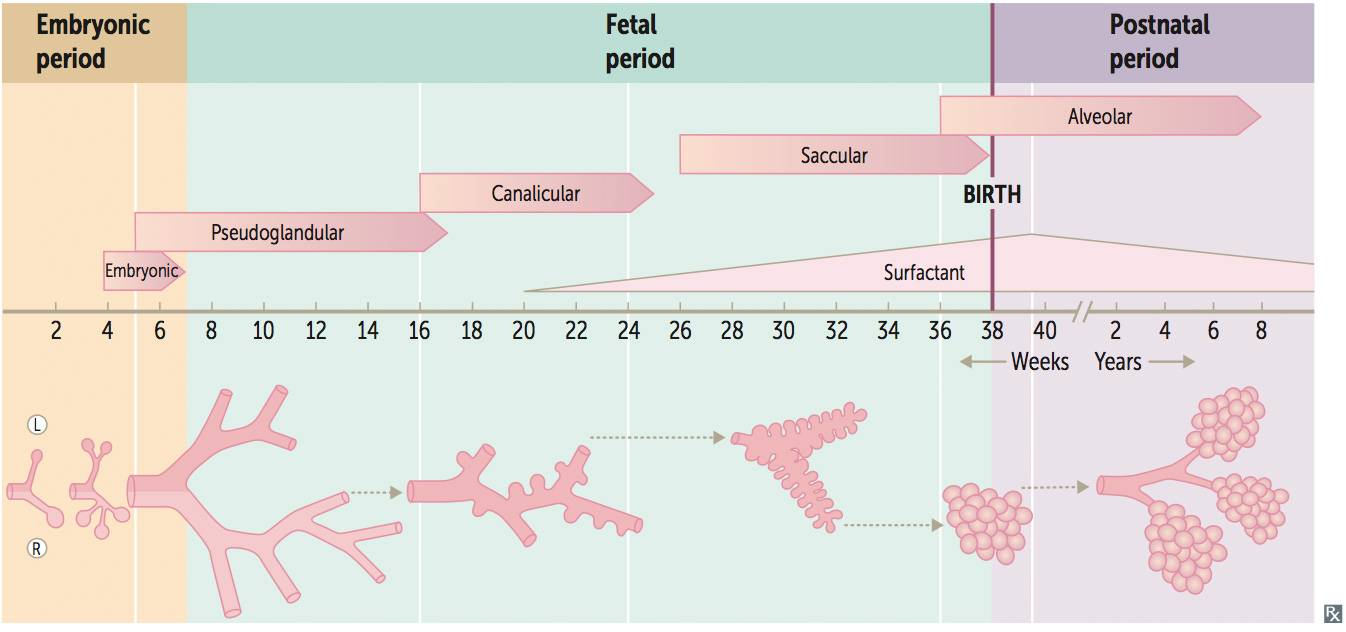 Embryonic
period
Fetal
period
Postnatal
period
Alveolar
Saccular
Canalicular
BIRTH
Pseudoglandular
Embryonic
Surfactant
2 4 6 8 10 12 14 16 18 20 22 24 26 28 30 32 34 36 38 40 2 4 6 8
Weeks Years
L
R
Rx